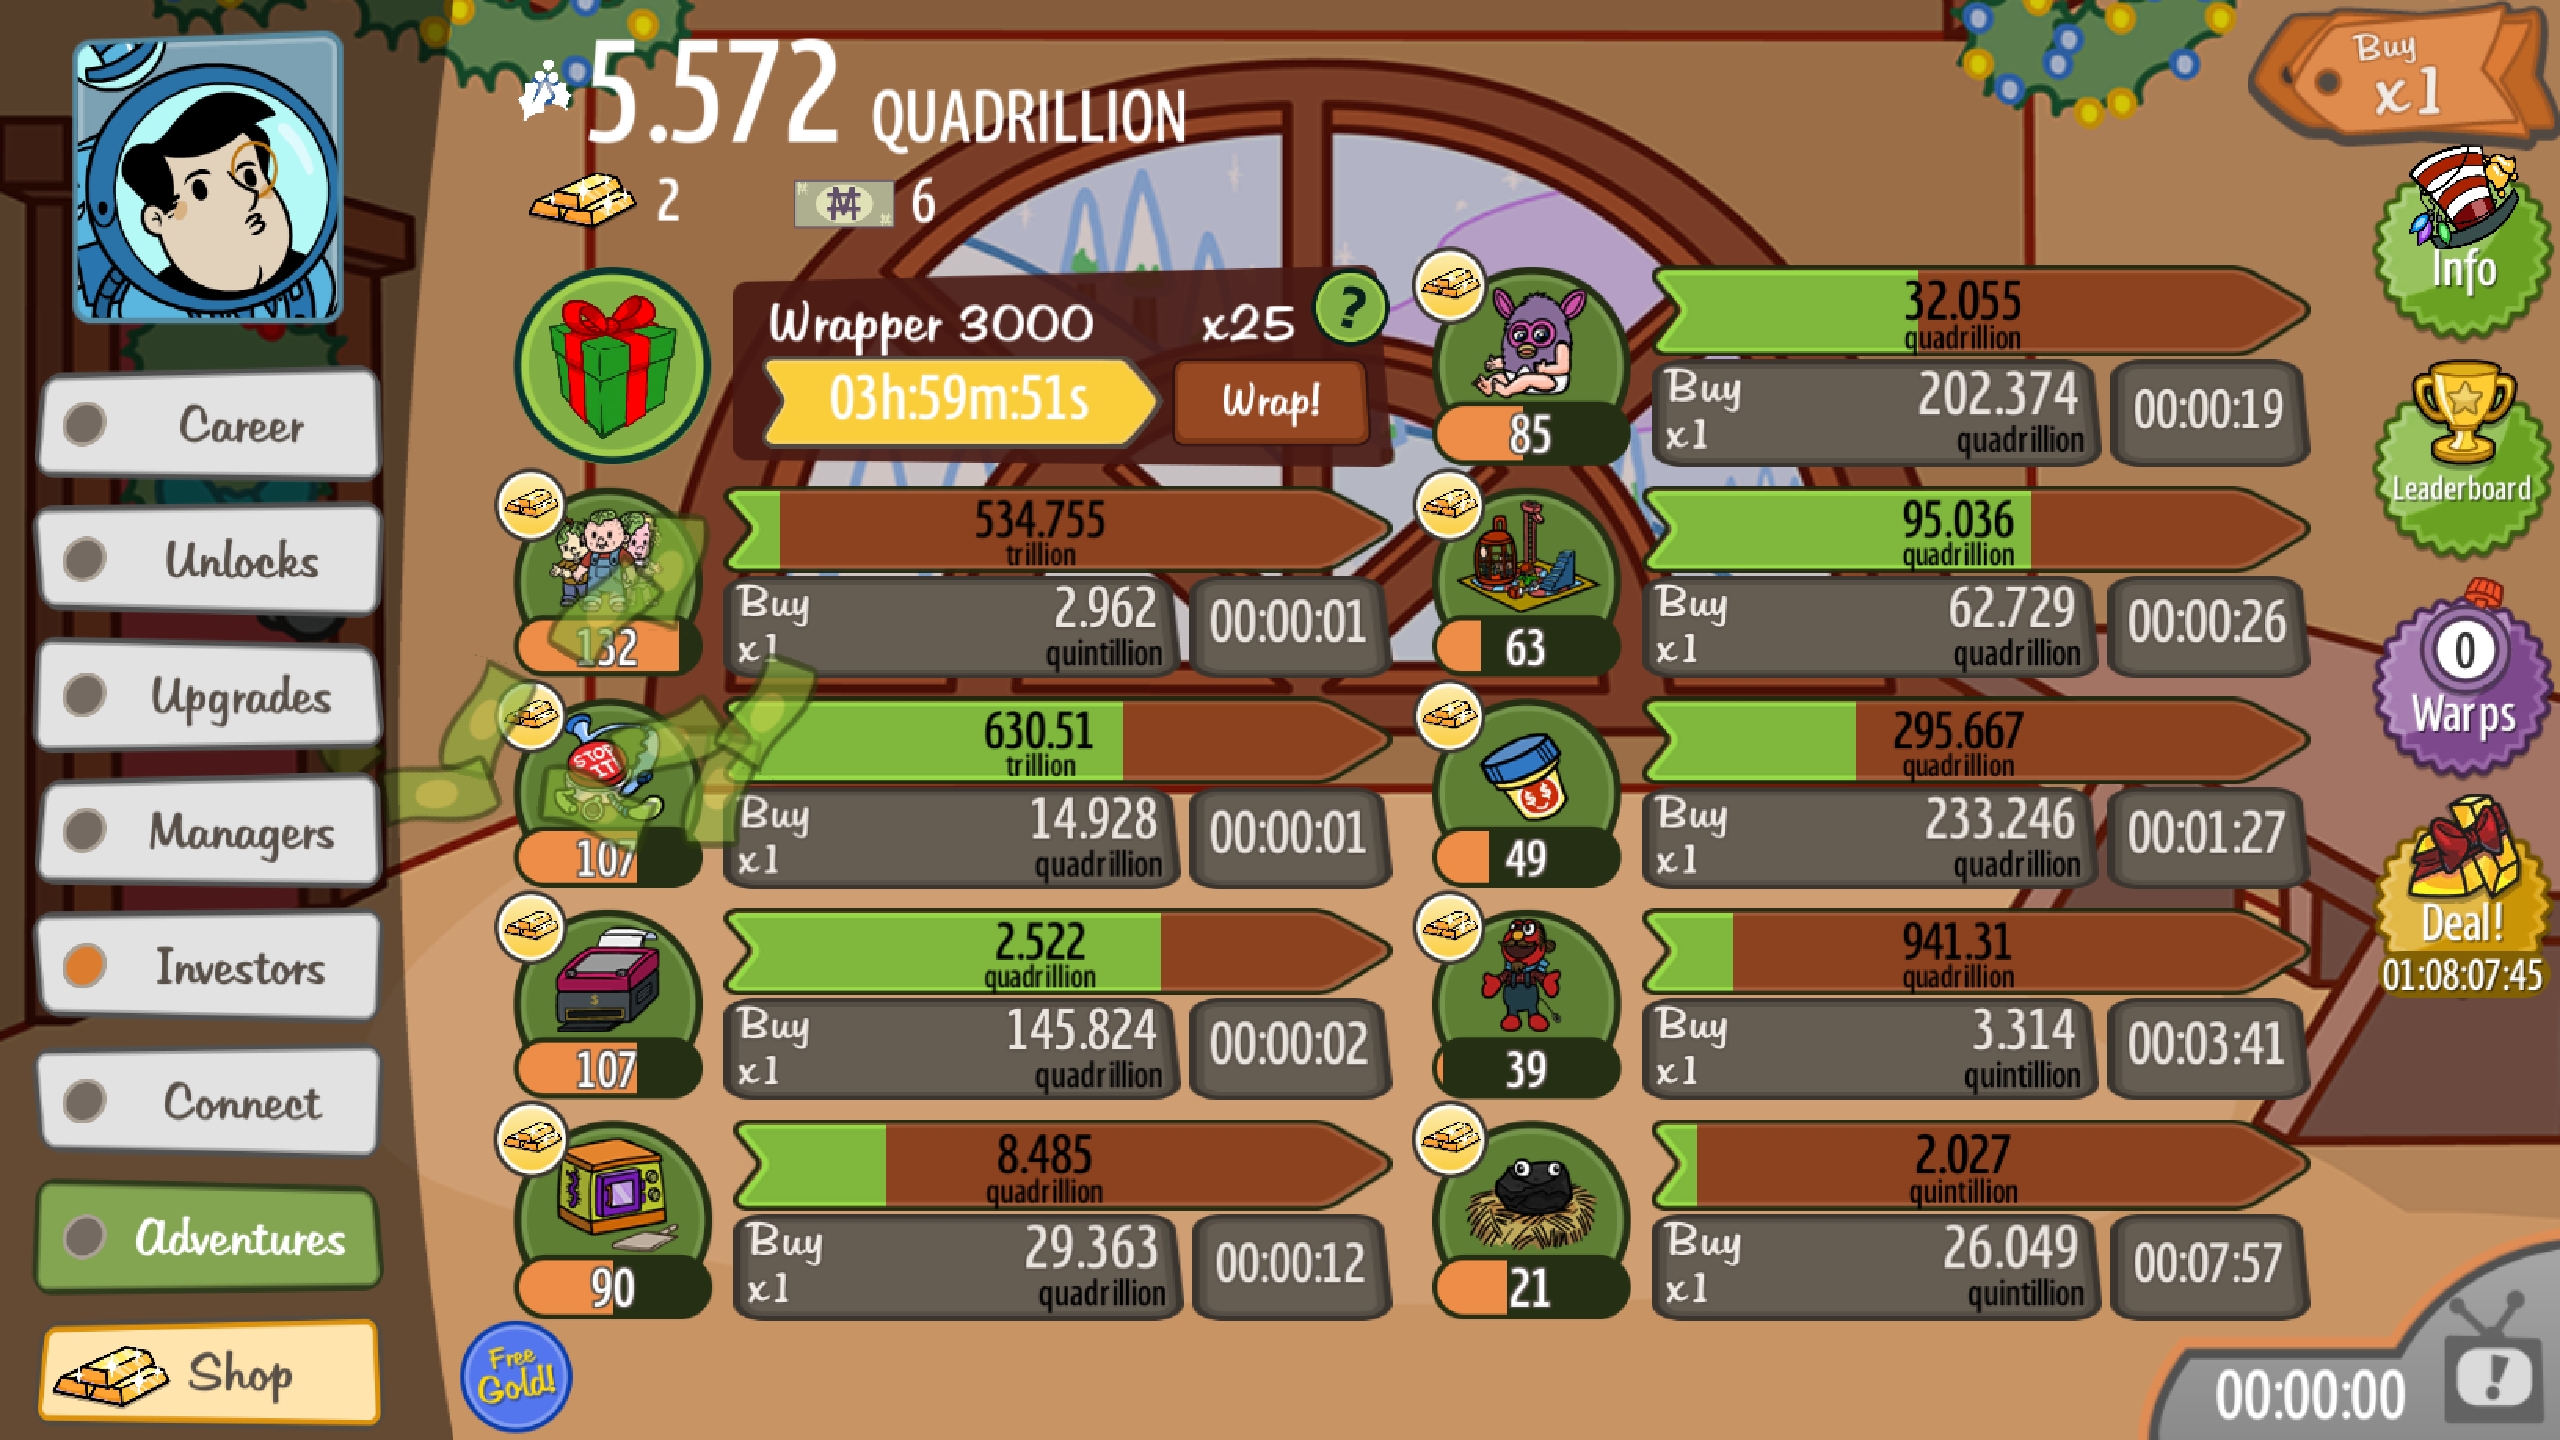 5.572 QUADRILLION
2
6
Buy
x1
Wrapper 3000 x25 ?
03h:59m:51s Wrap!
534.755
trillion
132
Buy 2.962
x1 quintillion
00:00:01
STOP
IT!
630.51
trillion
107
Buy 14.928
x1 quadrillion
00:00:01
2.522
quadrillion
107
Buy 145.824
x1 quadrillion
00:00:02
8.485
quadrillion
90
Buy 29.363
x1 quadrillion
00:00:12
32.055
quadrillion
85
Buy 202.374
x1 quadrillion
00:00:19
95.036
quadrillion
63
Buy 62.729
x1 quadrillion
00:00:26
295.667
quadrillion
49
Buy 233.246
x1 quadrillion
00:01:27
941.31
quadrillion
39
Buy 3.314
x1 quintillion
00:03:41
2.027
quintillion
21
Buy 26.049
x1 quintillion
00:07:57
Career
Unlocks
Upgrades
Managers
Investors
Connect
Adventures
Shop
Free
Gold!
Info
Leaderboard
0
Warps
Deal!
01:08:07:45
00:00:00
!